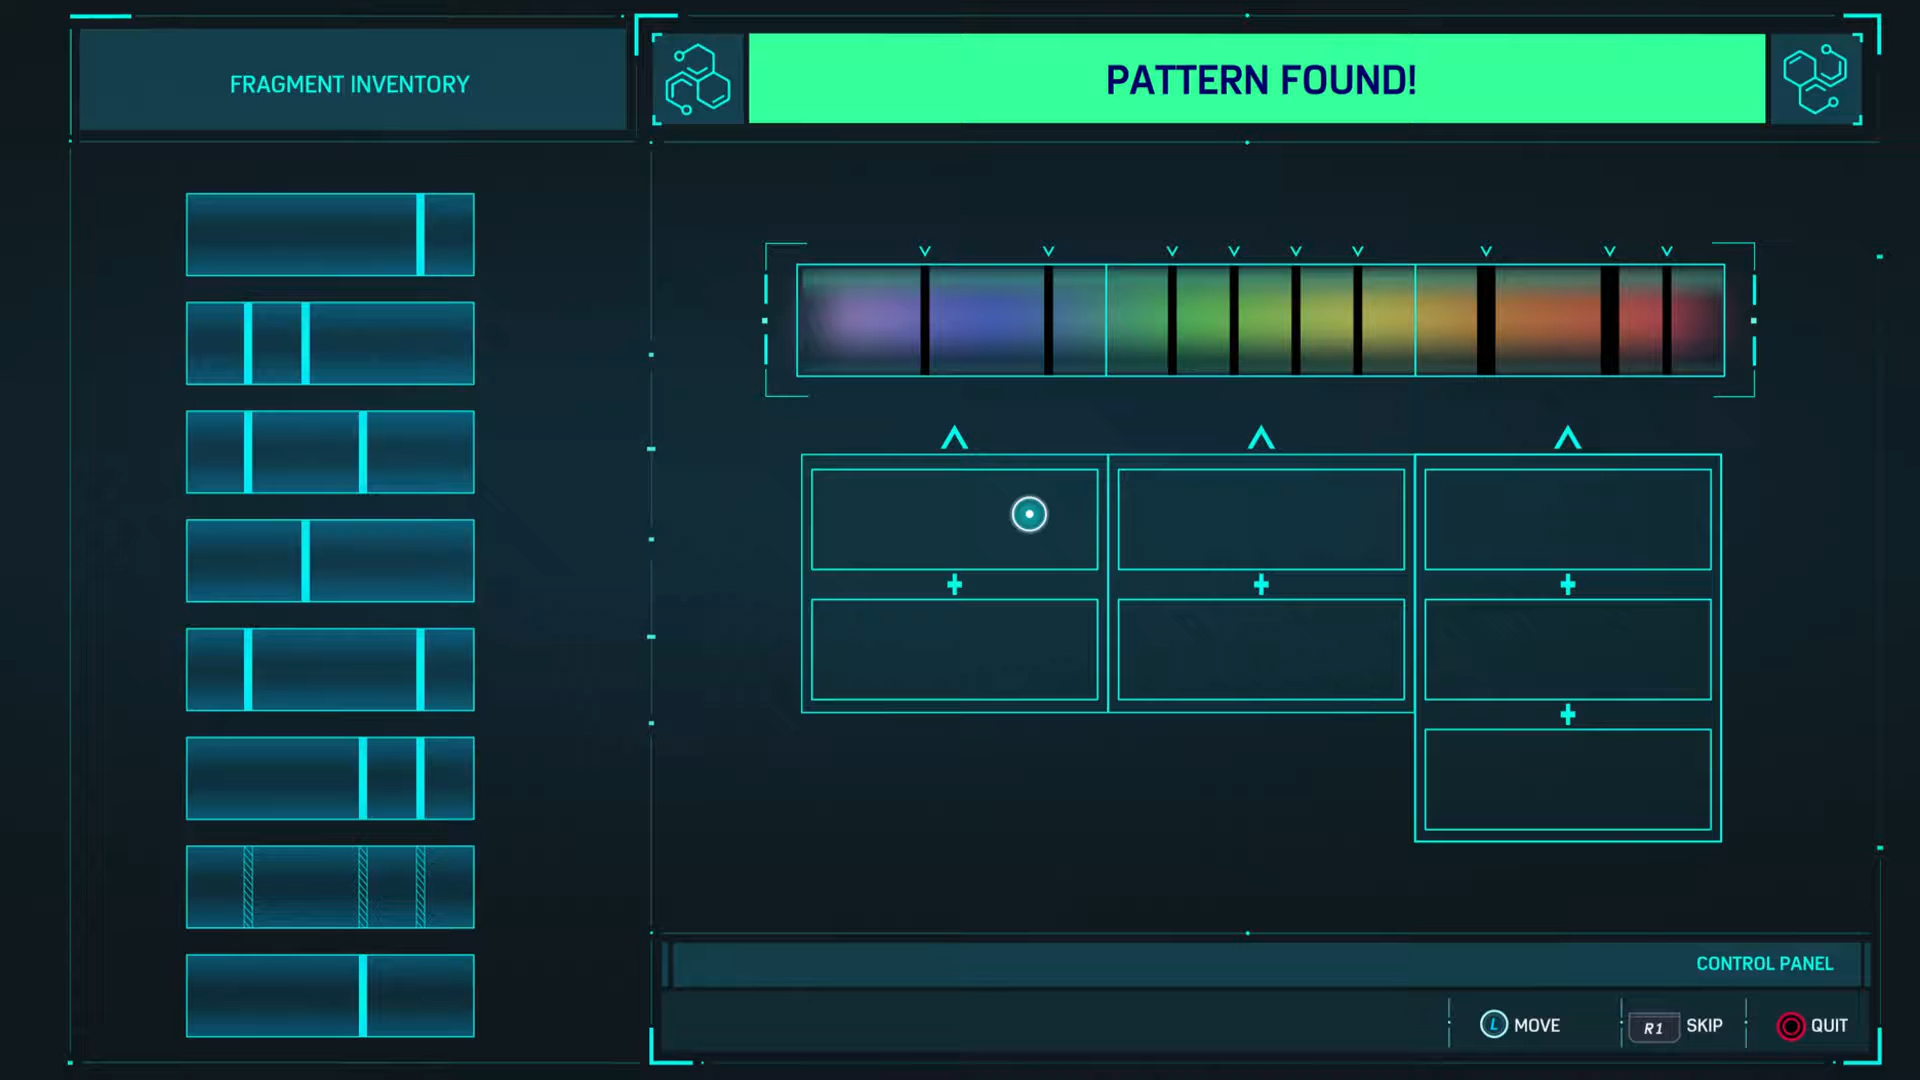 FRAGMENT INVENTORY
PATTERN FOUND!
CONTROL PANEL
L MOVE
R1 SKIP
QUIT